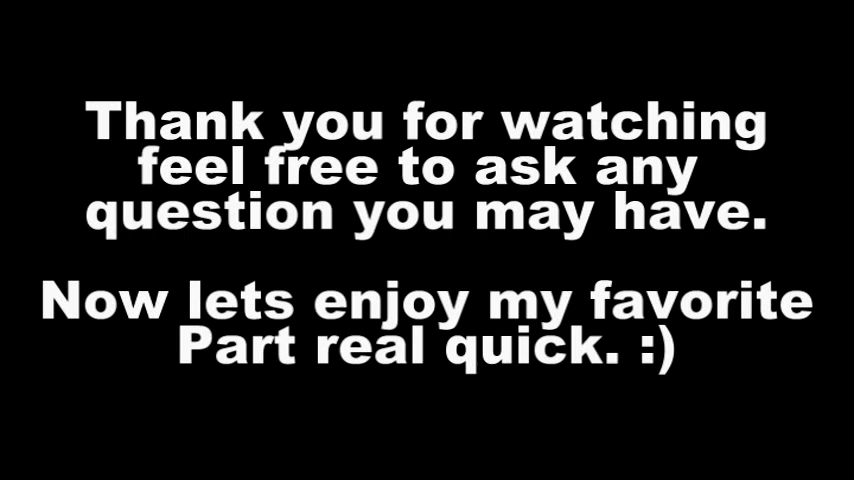 Thank you for watching
feel free to ask any
question you may have.
Now lets enjoy my favorite
Part real quick. :)